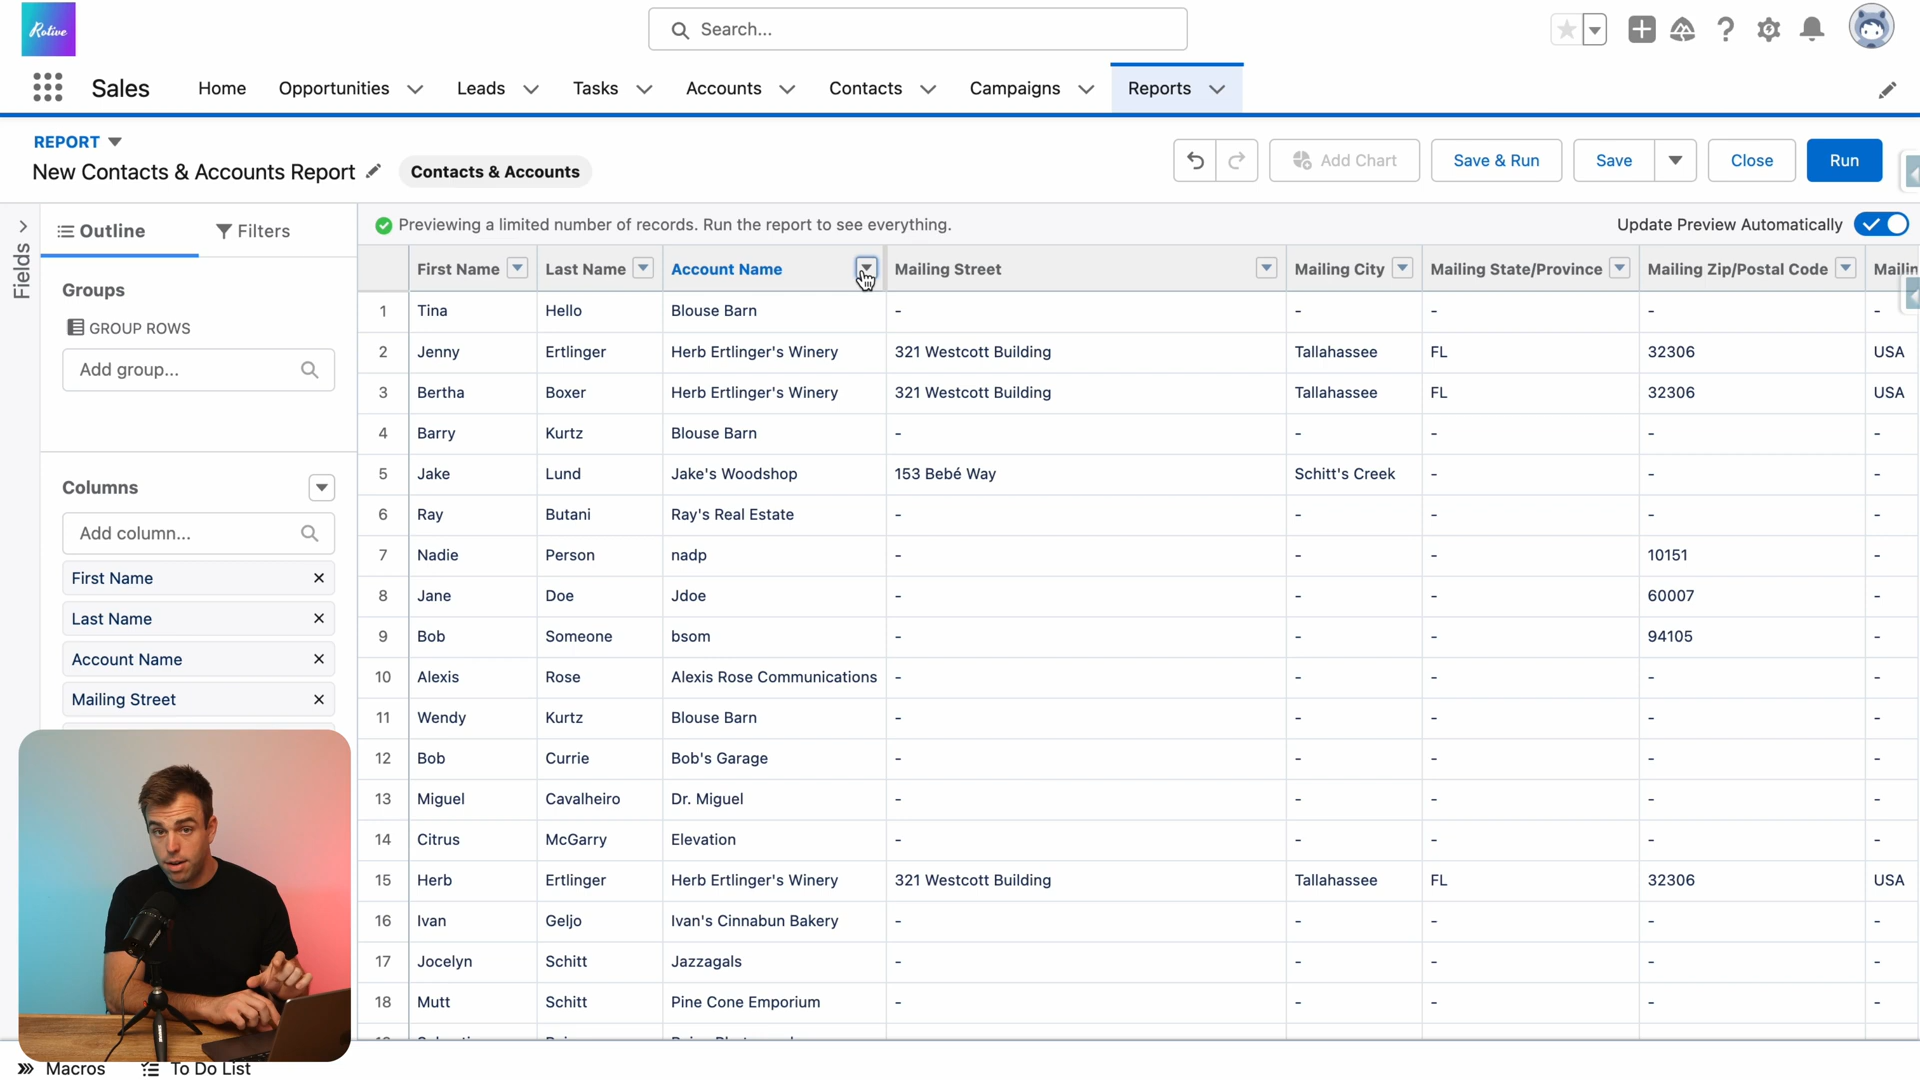 Rotive
Search...
Sales
Home
Opportunities
Leads
Tasks
Accounts
Contacts
Campaigns
Reports
REPORT
New Contacts & Accounts Report
Contacts & Accounts
Add Chart
Save & Run
Save
Close
Run
Fields
Outline
Filters
Previewing a limited number of records. Run the report to see everything.
Update Preview Automatically
Groups
GROUP ROWS
Add group...
Columns
Add column...
First Name
Last Name
Account Name
Mailing Street
First Name Last Name Account Name Mailing Street Mailing City Mailing State/Province Mailing Zip/Postal Code Mailin
1 Tina Hello Blouse Barn - - - - -
2 Jenny Ertlinger Herb Ertlinger's Winery 321 Westcott Building Tallahassee FL 32306 USA
3 Bertha Boxer Herb Ertlinger's Winery 321 Westcott Building Tallahassee FL 32306 USA
4 Barry Kurtz Blouse Barn - - - - -
5 Jake Lund Jake's Woodshop 153 Bebé Way Schitt's Creek - - -
6 Ray Butani Ray's Real Estate - - - - -
7 Nadie Person nadp - - - 10151 -
8 Jane Doe Jdoe - - - 60007 -
9 Bob Someone bsom - - - 94105 -
10 Alexis Rose Alexis Rose Communications - - - - -
11 Wendy Kurtz Blouse Barn - - - - -
12 Bob Currie Bob's Garage - - - - -
13 Miguel Cavalheiro Dr. Miguel - - - - -
14 Citrus McGarry Elevation - - - - -
15 Herb Ertlinger Herb Ertlinger's Winery 321 Westcott Building Tallahassee FL 32306 USA
16 Ivan Geljo Ivan's Cinnabun Bakery - - - - -
17 Jocelyn Schitt Jazzagals - - - - -
18 Mutt Schitt Pine Cone Emporium - - - - -
Macros
To Do List